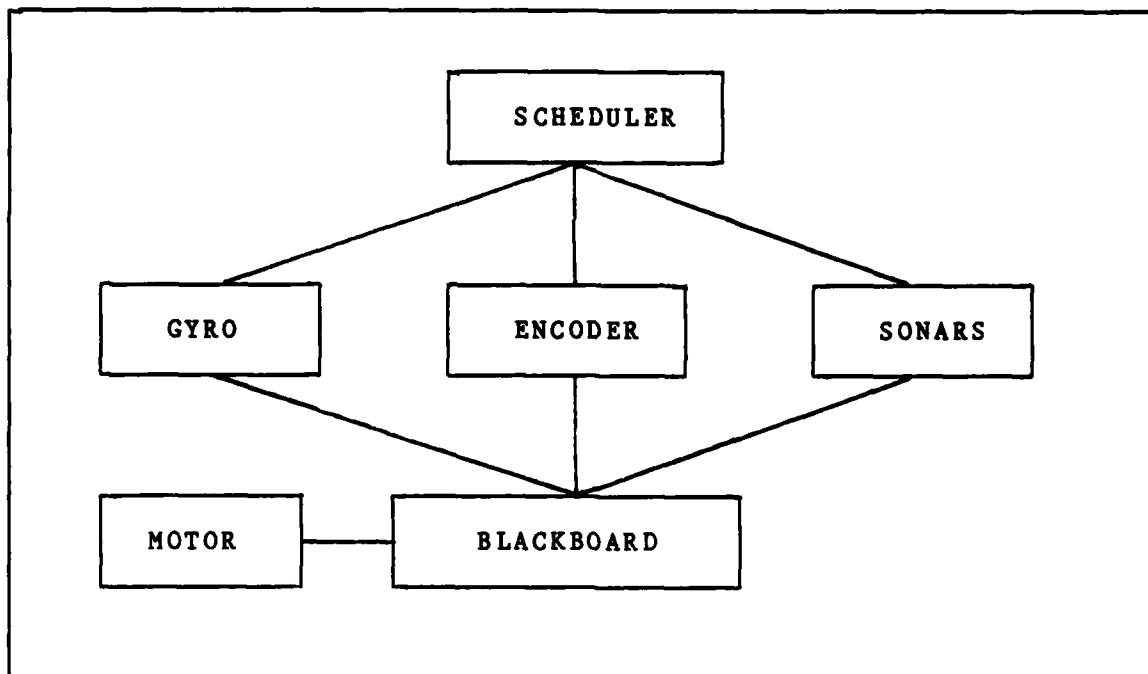 SCHEDULER
GYRO
ENCODER
SONARS
MOTOR
BLACKBOARD